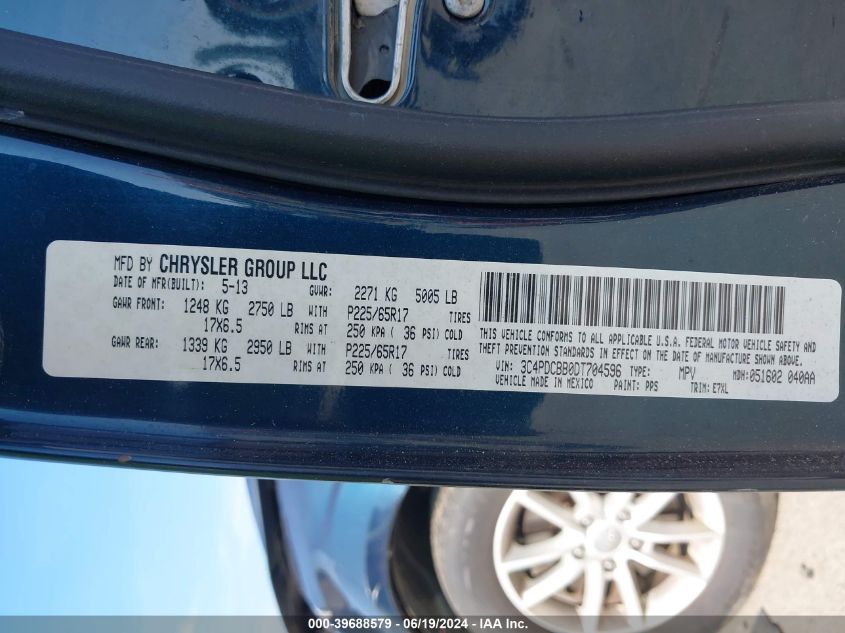 MFD BY CHRYSLER GROUP LLC
DATE OF MFR(BUILT): 5-13 GVWR: 2271 KG 5005 LB
GAWR FRONT: 1248 KG 2750 LB WITH P225/65R17 TIRES
17X6.5 RIMS AT 250 KPA ( 36 PSI) COLD
GAWR REAR: 1339 KG 2950 LB WITH P225/65R17 TIRES
17X6.5 RIMS AT 250 KPA ( 36 PSI) COLD
THIS VEHICLE CONFORMS TO ALL APPLICABLE U.S.A. FEDERAL MOTOR VEHICLE SAFETY AND
THEFT PREVENTION STANDARDS IN EFFECT ON THE DATE OF MANUFACTURE SHOWN ABOVE.
VIN: 3C4PDCBB0DT704596 TYPE: MPV MDH:051602 040AA
VEHICLE MADE IN MEXICO PAINT: PPS TRIM: E7XL
000-39688579 - 06/19/2024 - IAA Inc.